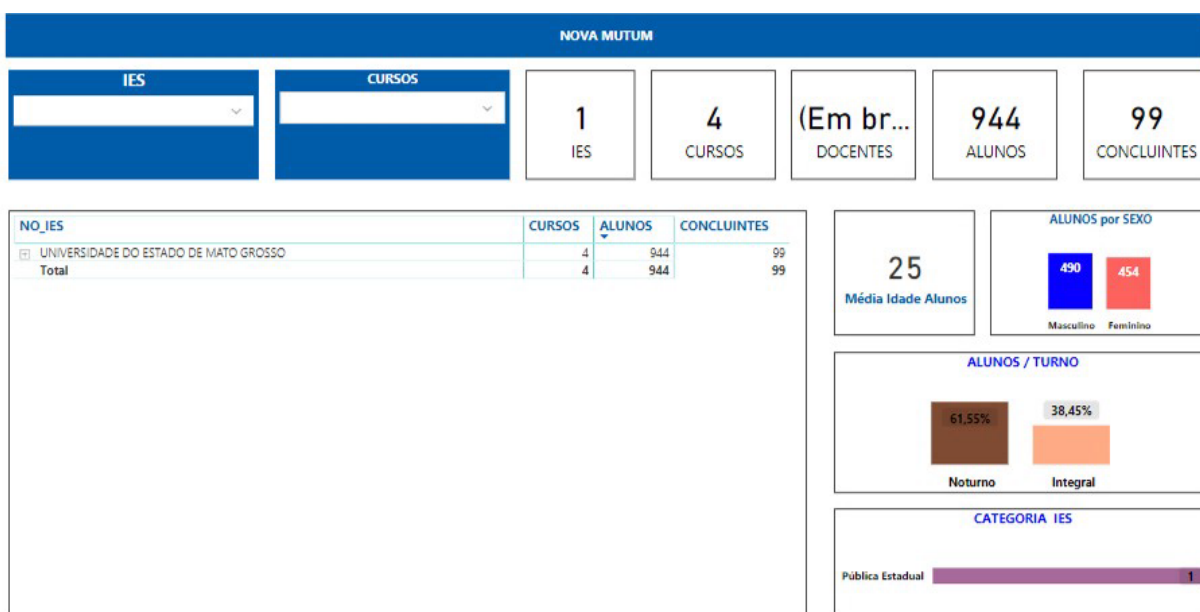 NOVA MUTUM
IES
CURSOS
1
IES
4
CURSOS
(Em br...
DOCENTES
944
ALUNOS
99
CONCLUINTES
NO_IES CURSOS ALUNOS CONCLUINTES
UNIVERSIDADE DO ESTADO DE MATO GROSSO 4 944 99
Total 4 944 99
25
Média Idade Alunos
ALUNOS por SEXO
490 454
Masculino Feminino
ALUNOS / TURNO
61,55% 38,45%
Noturno Integral
CATEGORIA IES
Pública Estadual 1